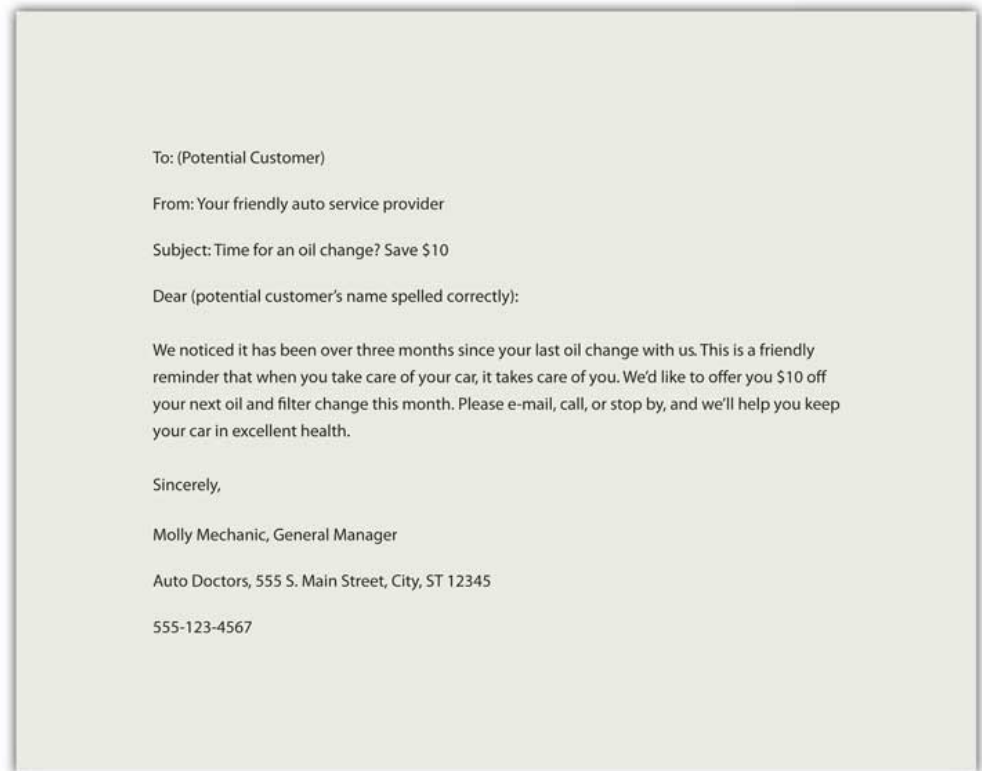 To: (Potential Customer)
From: Your friendly auto service provider
Subject: Time for an oil change? Save $10
Dear (potential customer’s name spelled correctly):
We noticed it has been over three months since your last oil change with us. This is a friendly
reminder that when you take care of your car, it takes care of you. We’d like to offer you $10 off
your next oil and filter change this month. Please e-mail, call, or stop by, and we’ll help you keep
your car in excellent health.
Sincerely,
Molly Mechanic, General Manager
Auto Doctors, 555 S. Main Street, City, ST 12345
555-123-4567